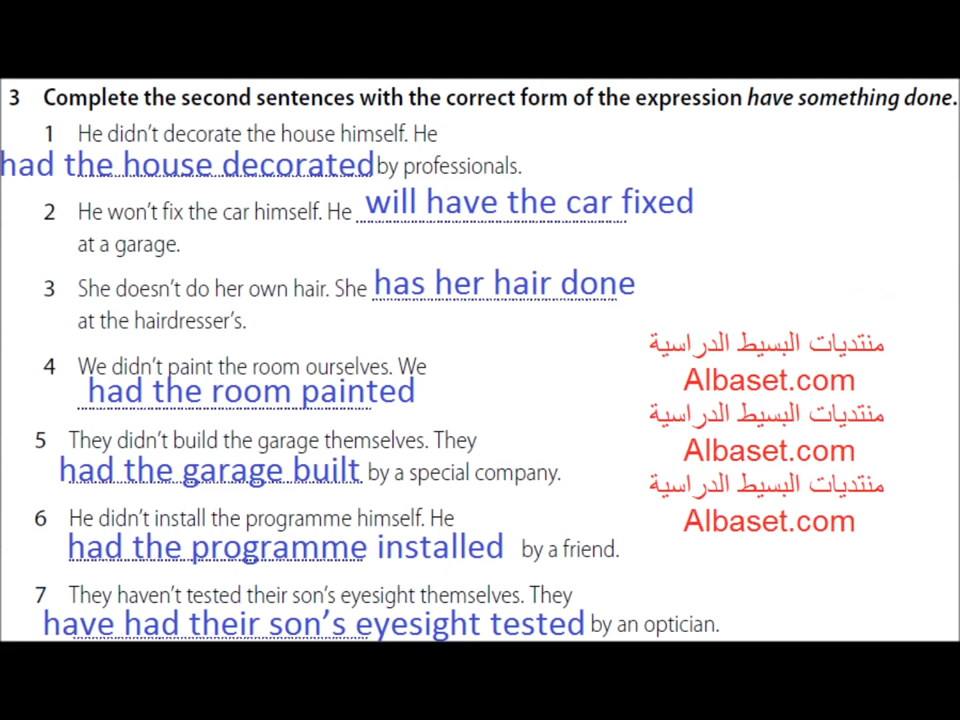 3 Complete the second sentences with the correct form of the expression have something done.
1 He didn't decorate the house himself. He
had the house decorated by professionals.
2 He won't fix the car himself. He will have the car fixed
at a garage.
3 She doesn't do her own hair. She has her hair done
at the hairdresser's.
منتديات البسيط الدراسية
4 We didn't paint the room ourselves. We
Albaset.com
had the room painted
منتديات البسيط الدراسية
5 They didn't build the garage themselves. They
Albaset.com
had the garage built by a special company.
منتديات البسيط الدراسية
6 He didn't install the programme himself. He
Albaset.com
had the programme installed by a friend.
7 They haven't tested their son's eyesight themselves. They
have had their son's eyesight tested by an optician.